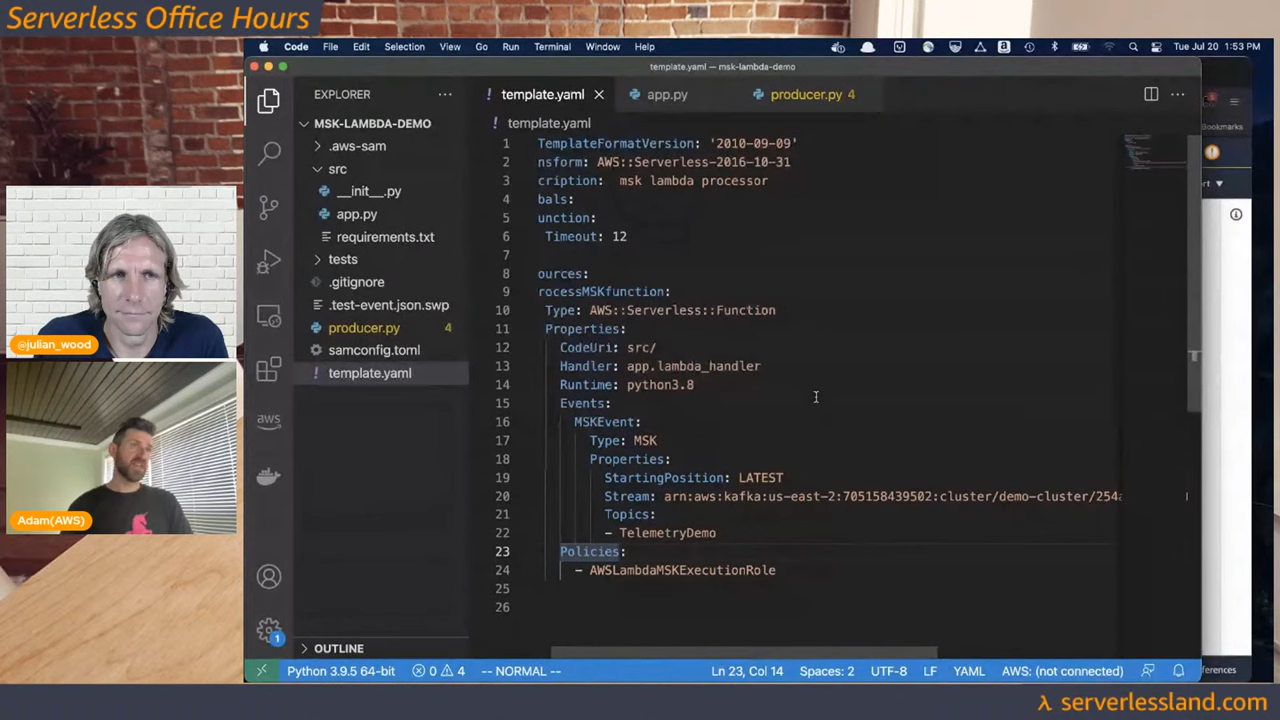 Serverless Office Hours
Code File Edit Selection View Go Run Terminal Window Help Tue Jul 20 1:53 PM
template.yaml — msk-lambda-demo
EXPLORER
template.yaml
app.py
producer.py 4
MSK-LAMBDA-DEMO
.aws-sam
src
__init__.py
app.py
requirements.txt
tests
.gitignore
.test-event.json.swp
producer.py 4
samconfig.toml
template.yaml
OUTLINE
template.yaml
1 TemplateFormatVersion: '2010-09-09'
2 nsform: AWS::Serverless-2016-10-31
3 cription: msk lambda processor
4 bals:
5 unction:
6 Timeout: 12
7
8 ources:
9 rocessMSKfunction:
10 Type: AWS::Serverless::Function
11 Properties:
12 CodeUri: src/
13 Handler: app.lambda_handler
14 Runtime: python3.8
15 Events:
16 MSKEvent:
17 Type: MSK
18 Properties:
19 StartingPosition: LATEST
20 Stream: arn:aws:kafka:us-east-2:705158439502:cluster/demo-cluster/254a
21 Topics:
22 - TelemetryDemo
23 Policies:
24 - AWSLambdaMSKExecutionRole
25
26
Bookmarks
@julian_wood
Adam(AWS)
aws
1
Python 3.9.5 64-bit 0 4 -- NORMAL -- Ln 23, Col 14 Spaces: 2 UTF-8 LF YAML AWS: (not connected)
ferences
λ serverlessland.com